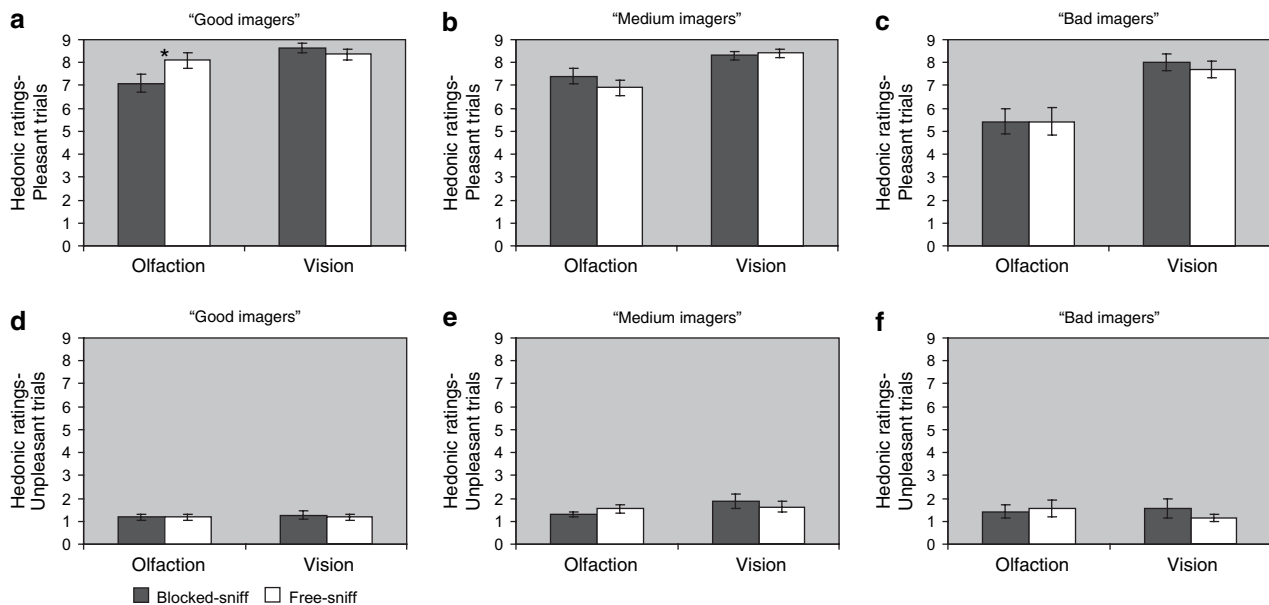 a
"Good imagers"
Hedonic ratings-
Pleasant trials
9
8
7
6
5
4
3
2
1
0
*
Olfaction Vision
b
"Medium imagers"
Hedonic ratings-
Pleasant trials
9
8
7
6
5
4
3
2
1
0
Olfaction Vision
c
"Bad imagers"
Hedonic ratings-
Pleasant trials
9
8
7
6
5
4
3
2
1
0
Olfaction Vision
d
"Good imagers"
Hedonic ratings-
Unpleasant trials
9
8
7
6
5
4
3
2
1
0
Olfaction Vision
e
"Medium imagers"
Hedonic ratings-
Unpleasant trials
9
8
7
6
5
4
3
2
1
0
Olfaction Vision
f
"Bad imagers"
Hedonic ratings-
Unpleasant trials
9
8
7
6
5
4
3
2
1
0
Olfaction Vision
Blocked-sniff Free-sniff